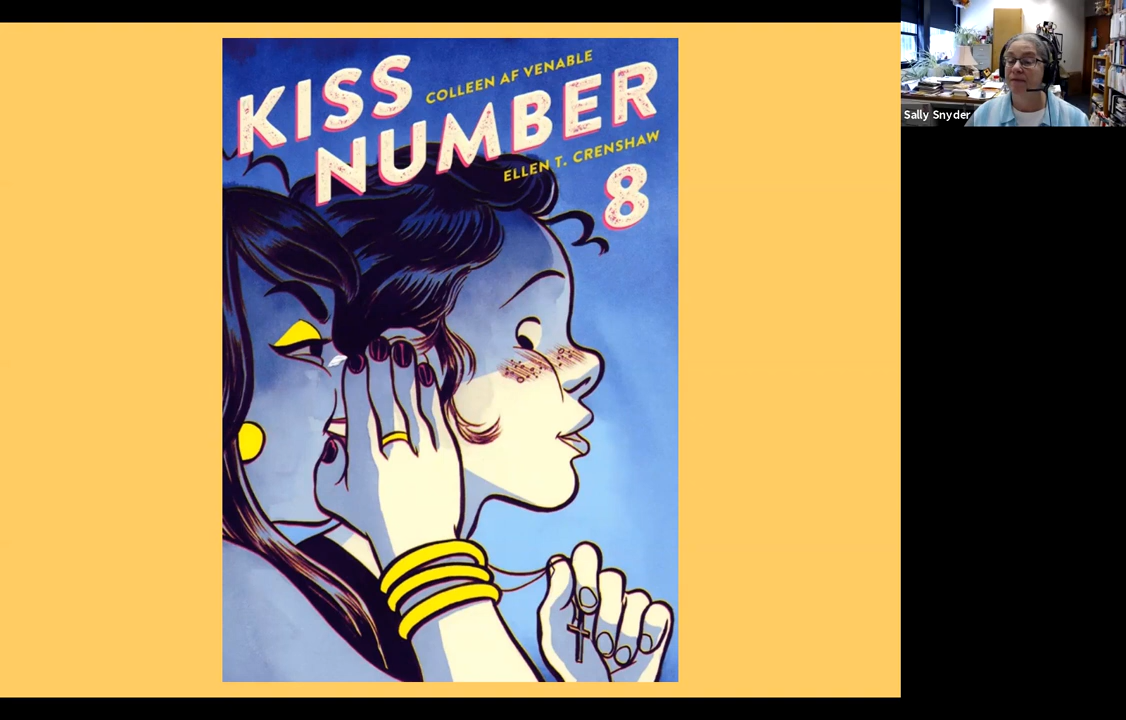 KISS
COLLEEN AF VENABLE
NUMBER
ELLEN T. CRENSHAW
8
Sally Snyder